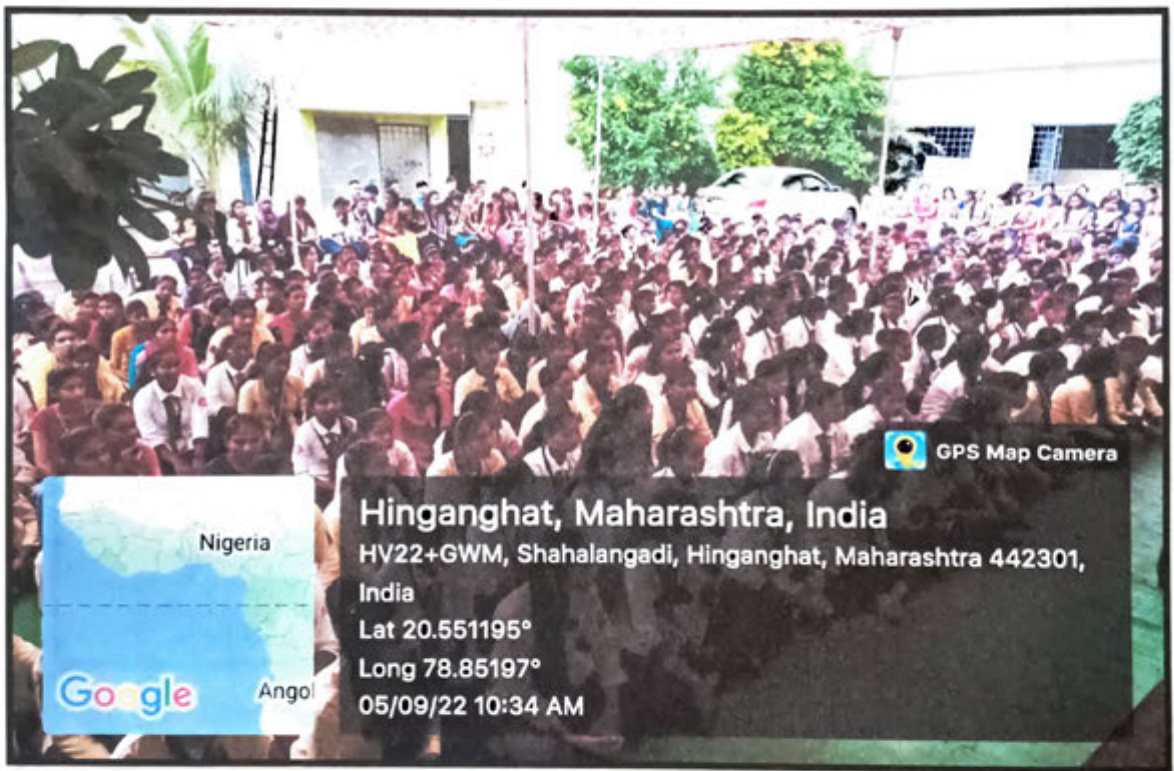 GPS Map Camera
Hinganghat, Maharashtra, India
HV22+GWM, Shahalangadi, Hinganghat, Maharashtra 442301,
India
Lat 20.551195°
Long 78.85197°
05/09/22 10:34 AM
Nigeria
Google
Angol